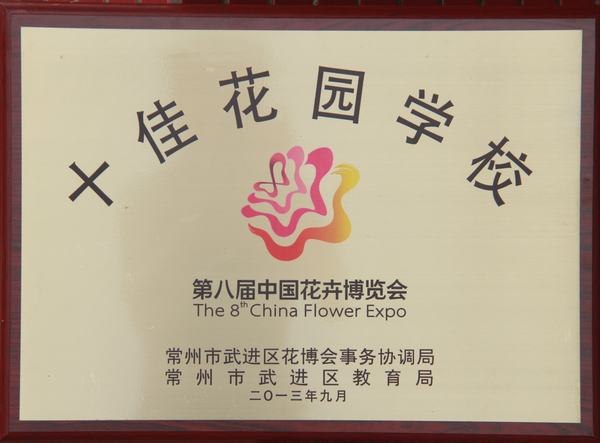 十佳花园学校
第八届中国花卉博览会
The 8th China Flower Expo
常州市武进区花博会事务协调局
常州市武进区教育局
二〇一三年九月